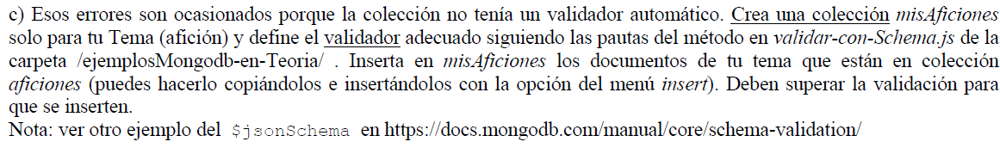 c) Esos errores son ocasionados porque la colección no tenía un validador automático. Crea una colección misAficiones
solo para tu Tema (afición) y define el validador adecuado siguiendo las pautas del método en validar-con-Schema.js de la
carpeta /ejemplosMongodb-en-Teoria/ . Inserta en misAficiones los documentos de tu tema que están en colección
aficiones (puedes hacerlo copiándolos e insertándolos con la opción del menú insert). Deben superar la validación para
que se inserten.
Nota: ver otro ejemplo del $jsonSchema en https://docs.mongodb.com/manual/core/schema-validation/